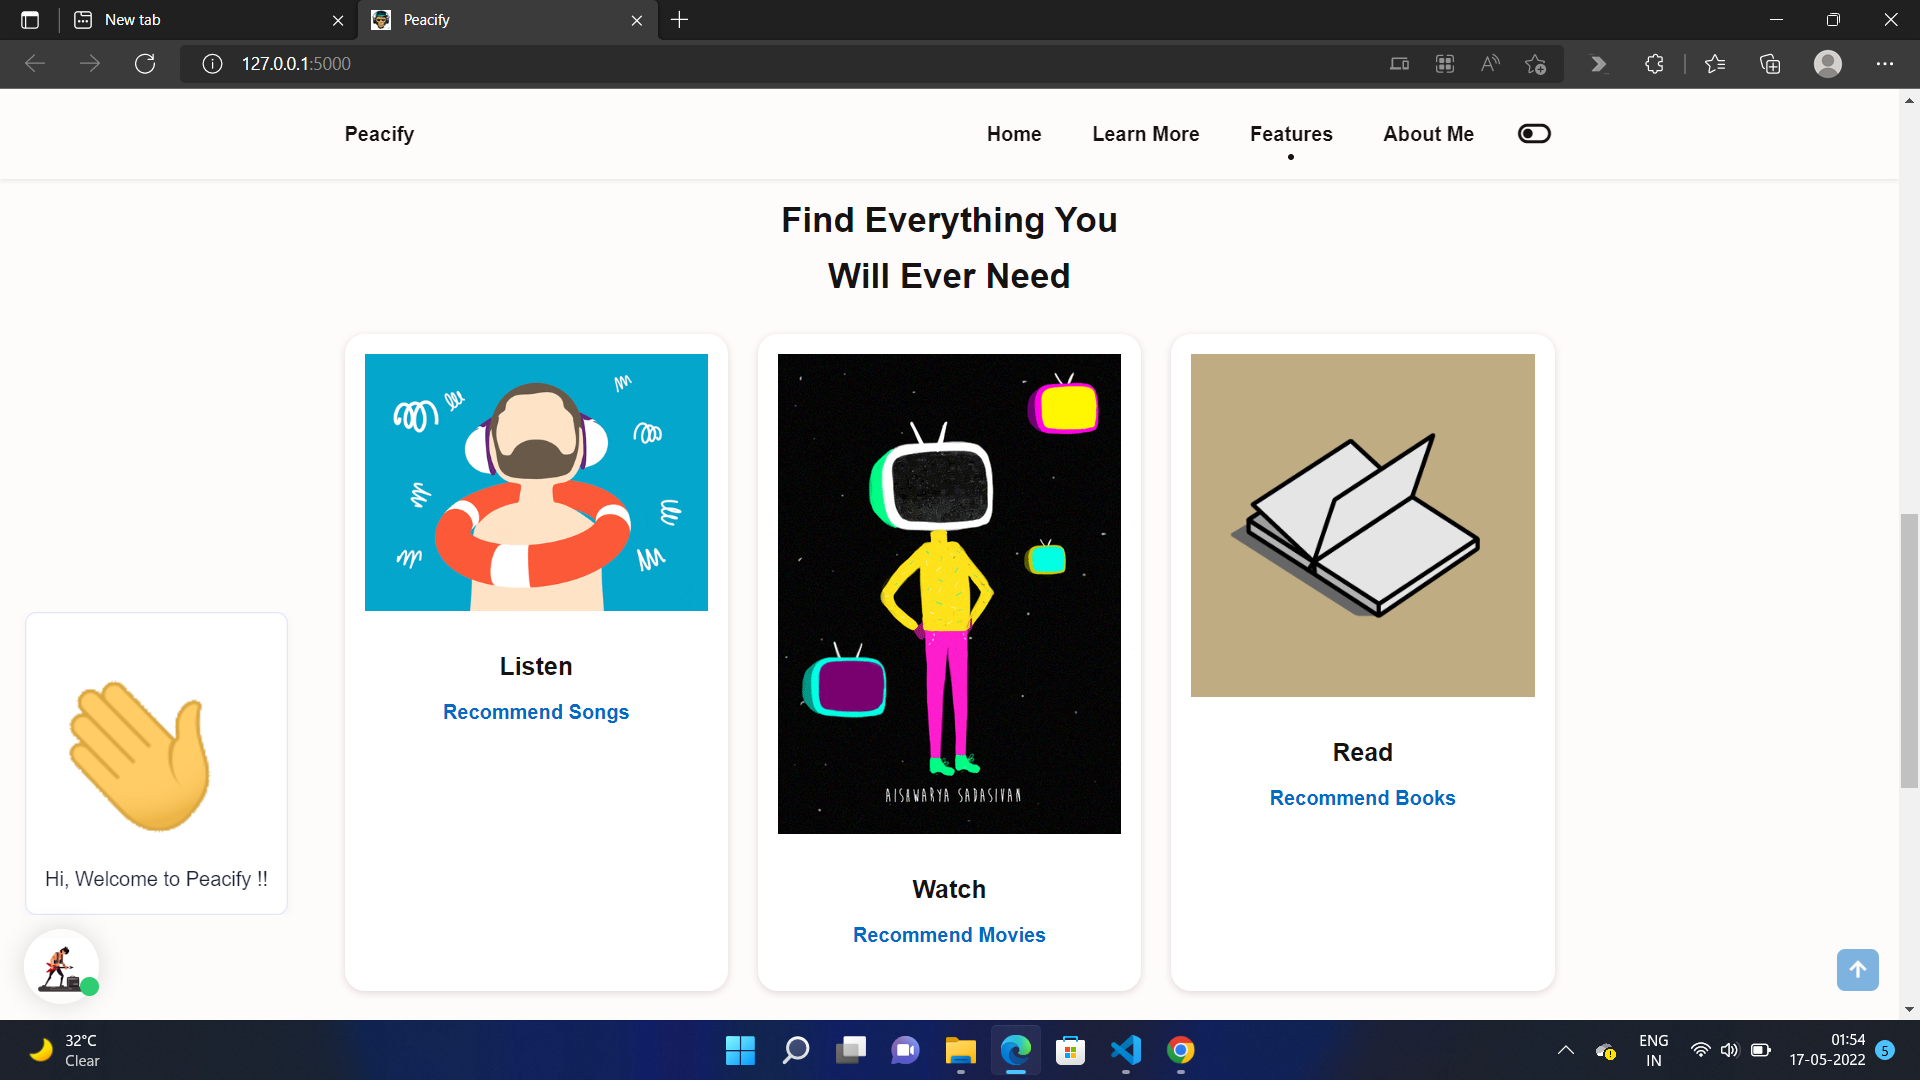 New tab
Peacify
127.0.0.1:5000
Peacify
Home
Learn More
Features
About Me
Find Everything You
Will Ever Need
Listen
Recommend Songs
AISHWARYA SADASIVAN
Watch
Recommend Movies
Read
Recommend Books
Hi, Welcome to Peacify !!
32°C
Clear
ENG
IN
01:54
17-05-2022
5